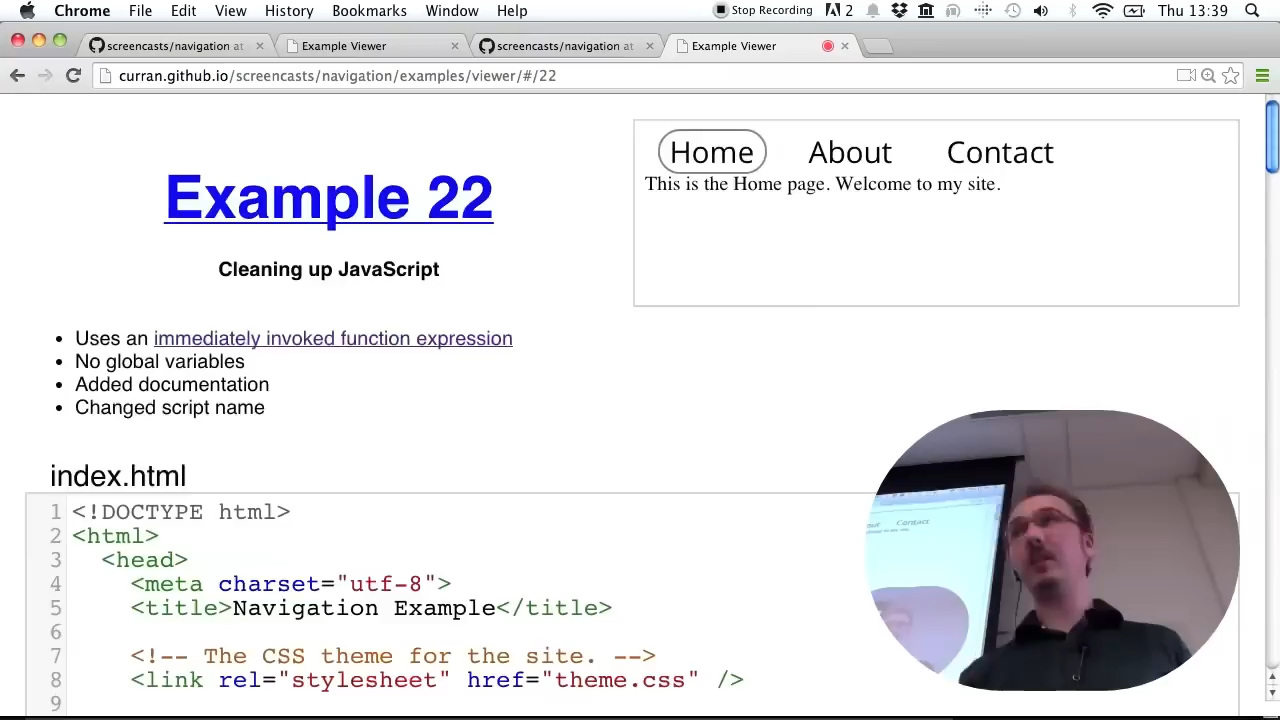 Chrome File Edit View History Bookmarks Window Help Stop Recording 2 Thu 13:39
screencasts/navigation at × Example Viewer × screencasts/navigation at × Example Viewer ×
curran.github.io/screencasts/navigation/examples/viewer/#/22
Home About Contact
This is the Home page. Welcome to my site.
Example 22
Cleaning up JavaScript
• Uses an immediately invoked function expression
• No global variables
• Added documentation
• Changed script name
index.html
1 <!DOCTYPE html>
2 <html>
3 <head>
4 <meta charset="utf-8">
5 <title>Navigation Example</title>
6
7 <!-- The CSS theme for the site. -->
8 <link rel="stylesheet" href="theme.css" />
9
Contact